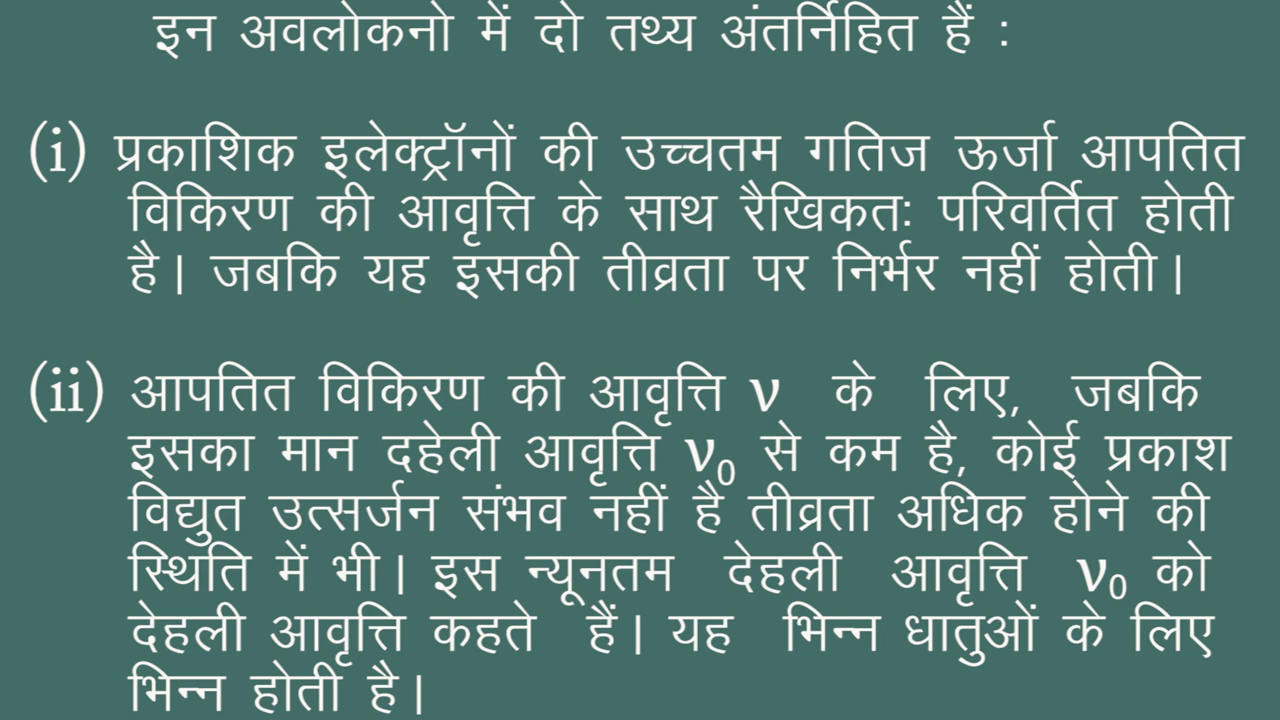 इन अवलोकनो में दो तथ्य अंतर्निहित हैं :
(i) प्रकाशिक इलेक्ट्रॉनों की उच्चतम गतिज ऊर्जा आपतित
विकिरण की आवृत्ति के साथ रैखिकतः परिवर्तित होती
है। जबकि यह इसकी तीव्रता पर निर्भर नहीं होती।
(ii) आपतित विकिरण की आवृत्ति ν के लिए, जबकि
इसका मान दहेली आवृत्ति ν₀ से कम है, कोई प्रकाश
विद्युत उत्सर्जन संभव नहीं है तीव्रता अधिक होने की
स्थिति में भी। इस न्यूनतम देहली आवृत्ति ν₀ को
देहली आवृत्ति कहते हैं। यह भिन्न धातुओं के लिए
भिन्न होती है।